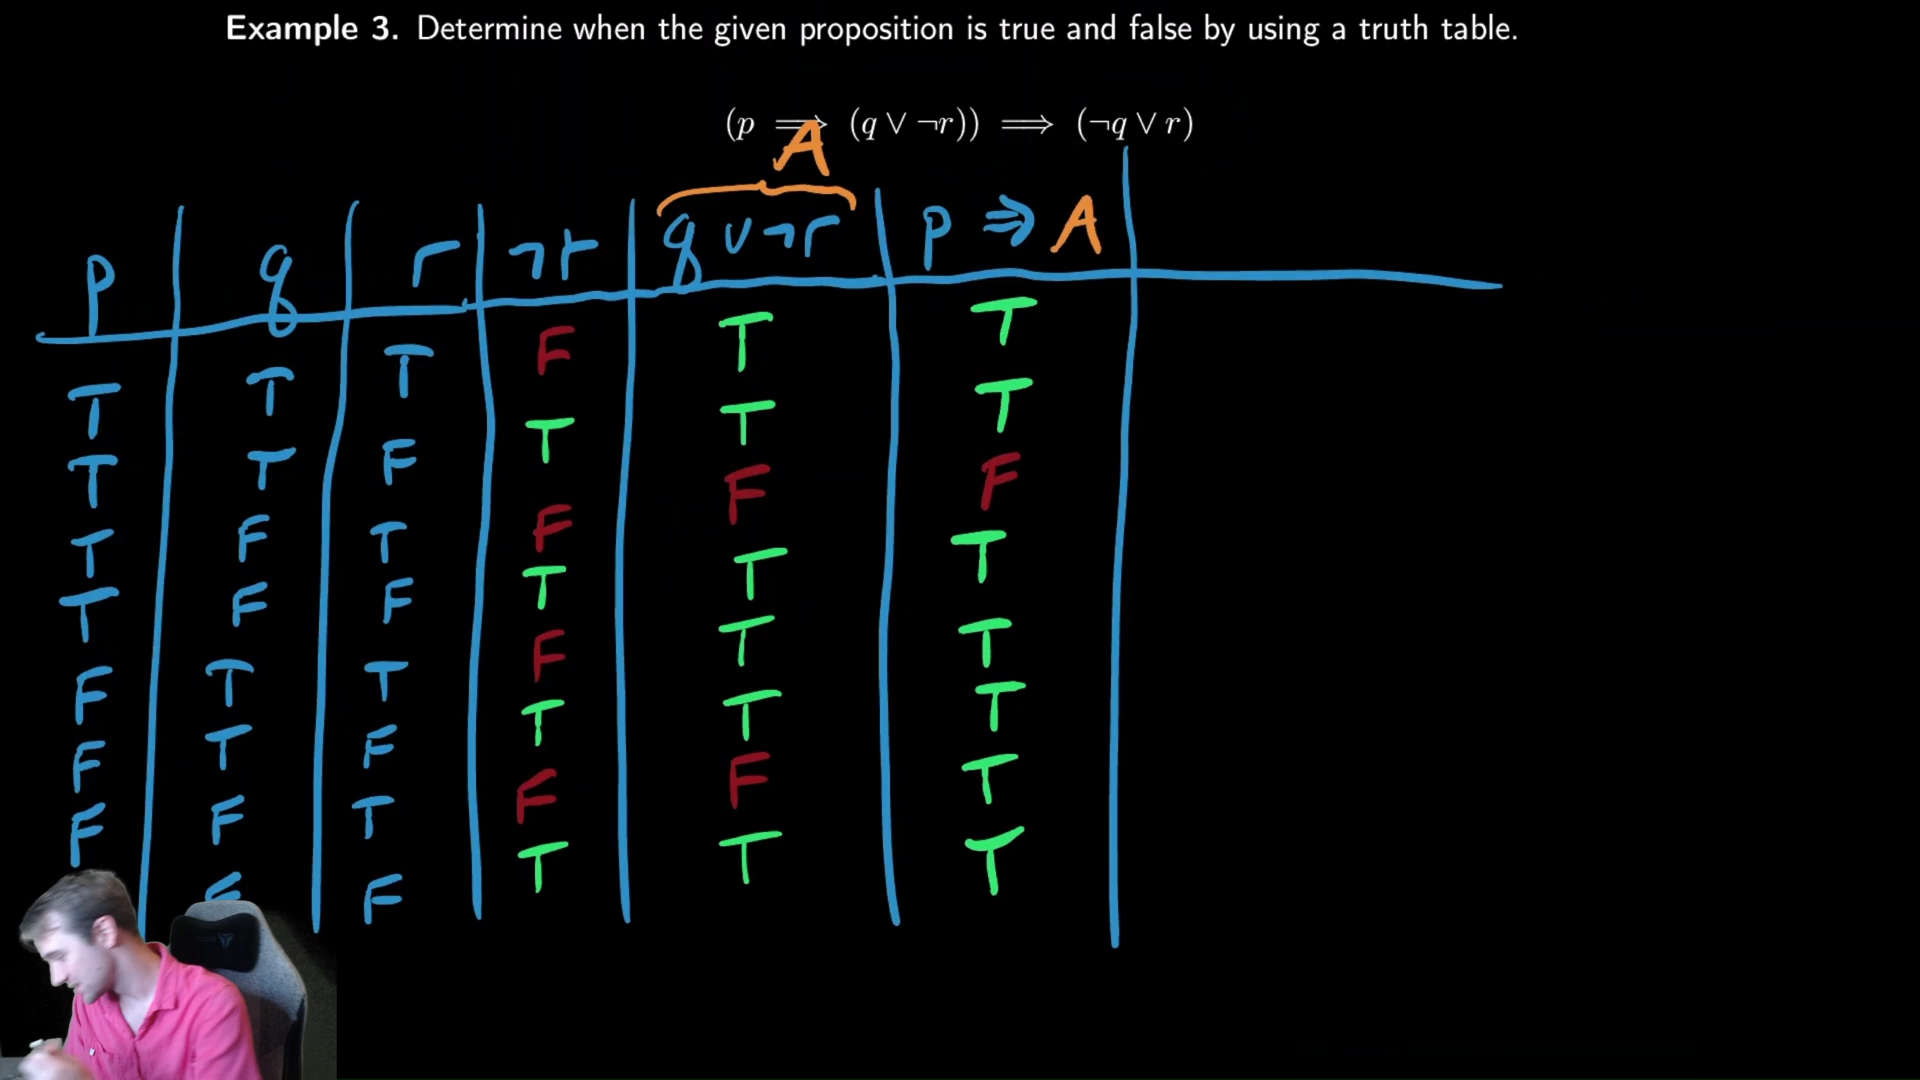 Example 3. Determine when the given proposition is true and false by using a truth table.
(p ⟹ (q ∨ ¬r)) ⟹ (¬q ∨ r)
A
p q r ¬r q ∨ ¬r p ⇒ A
T T T F T T
T T F T T T
T F T F F F
T F F T T T
F T T F T T
F T F T T T
F F T F F T
F F T T T